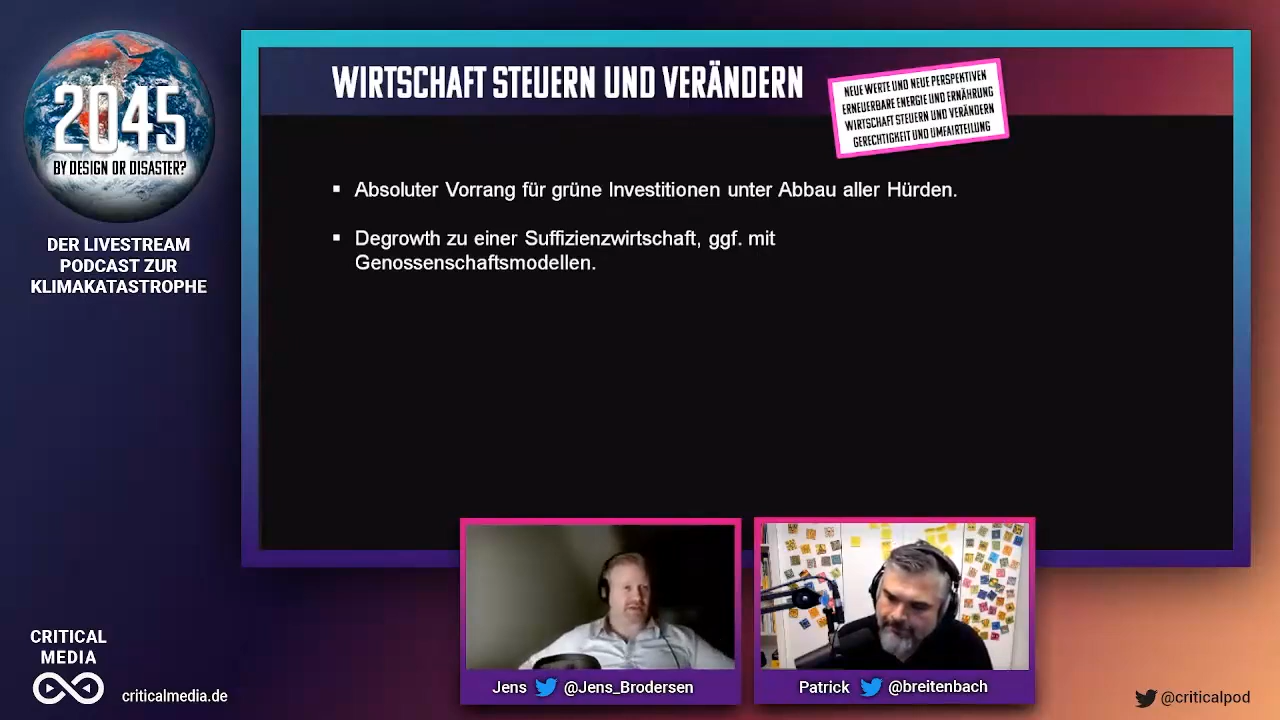 2045
BY DESIGN OR DISASTER?
DER LIVESTREAM
PODCAST ZUR
KLIMAKATASTROPHE
WIRTSCHAFT STEUERN UND VERÄNDERN
NEUE WERTE UND NEUE PERSPEKTIVEN
ERNEUERBARE ENERGIE UND ERNÄHRUNG
WIRTSCHAFT STEUERN UND VERÄNDERN
GERECHTIGKEIT UND UMFAIRTEILUNG
▪ Absoluter Vorrang für grüne Investitionen unter Abbau aller Hürden.
▪ Degrowth zu einer Suffizienzwirtschaft, ggf. mit
Genossenschaftsmodellen.
Jens @Jens_Brodersen
Patrick @breitenbach
CRITICAL
MEDIA
criticalmedia.de
@criticalpod